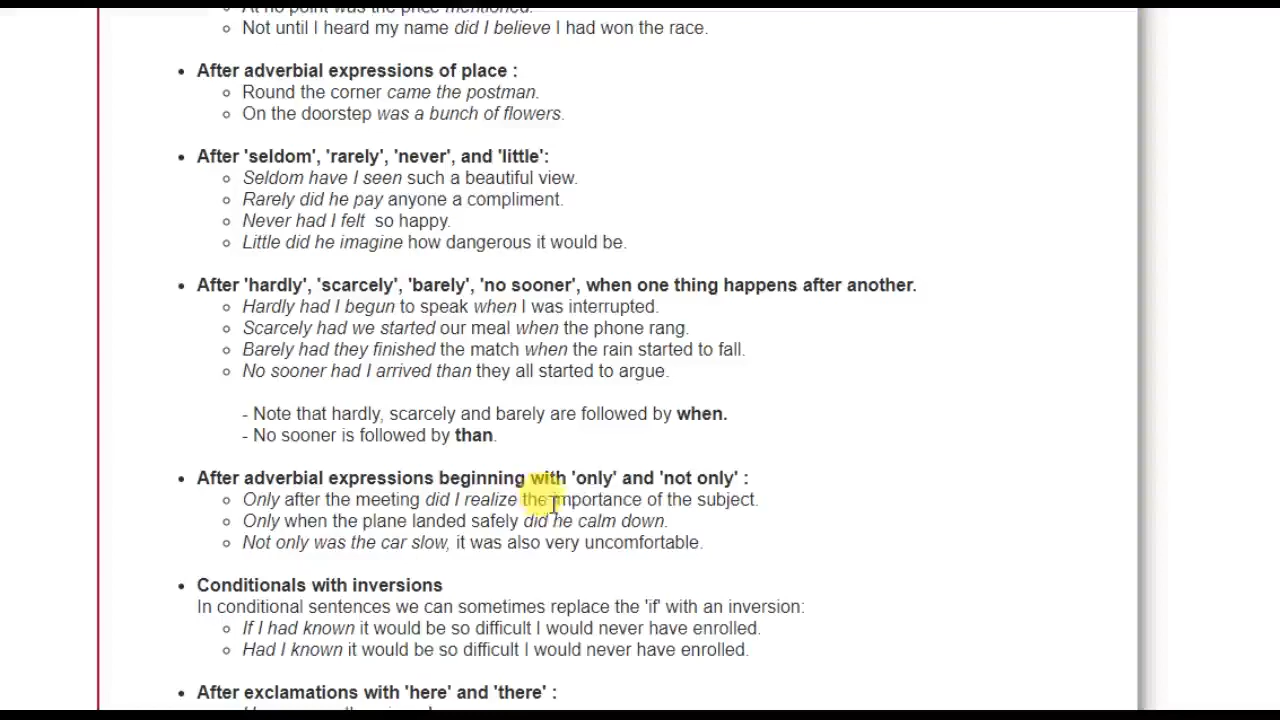 At no point was the price mentioned.
Not until I heard my name did I believe I had won the race.
After adverbial expressions of place :
Round the corner came the postman.
On the doorstep was a bunch of flowers.
After 'seldom', 'rarely', 'never', and 'little':
Seldom have I seen such a beautiful view.
Rarely did he pay anyone a compliment.
Never had I felt so happy.
Little did he imagine how dangerous it would be.
After 'hardly', 'scarcely', 'barely', 'no sooner', when one thing happens after another.
Hardly had I begun to speak when I was interrupted.
Scarcely had we started our meal when the phone rang.
Barely had they finished the match when the rain started to fall.
No sooner had I arrived than they all started to argue.
- Note that hardly, scarcely and barely are followed by when.
- No sooner is followed by than.
After adverbial expressions beginning with 'only' and 'not only' :
Only after the meeting did I realize the importance of the subject.
Only when the plane landed safely did he calm down.
Not only was the car slow, it was also very uncomfortable.
Conditionals with inversions
In conditional sentences we can sometimes replace the 'if' with an inversion:
If I had known it would be so difficult I would never have enrolled.
Had I known it would be so difficult I would never have enrolled.
After exclamations with 'here' and 'there' :